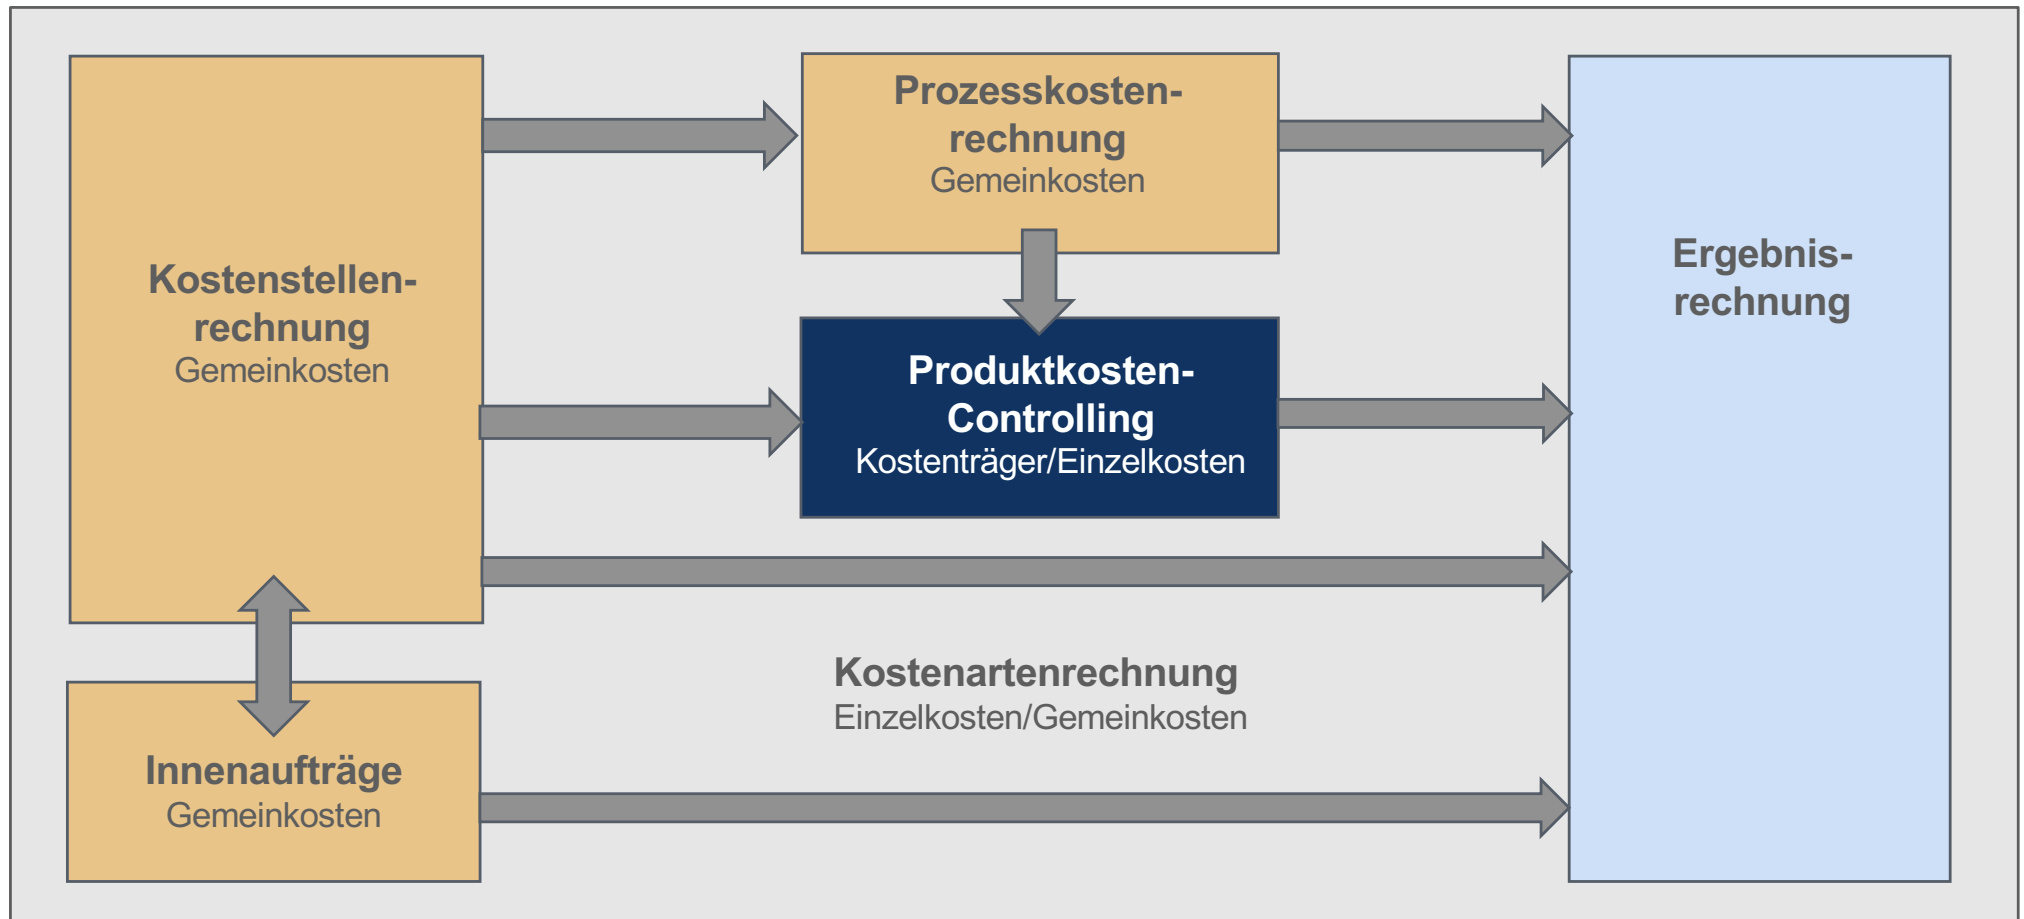 Kostenstellen-
rechnung
Gemeinkosten
Prozesskosten-
rechnung
Gemeinkosten
Produktkosten-
Controlling
Kostenträger/Einzelkosten
Ergebnis-
rechnung
Kostenartenrechnung
Einzelkosten/Gemeinkosten
Innenaufträge
Gemeinkosten